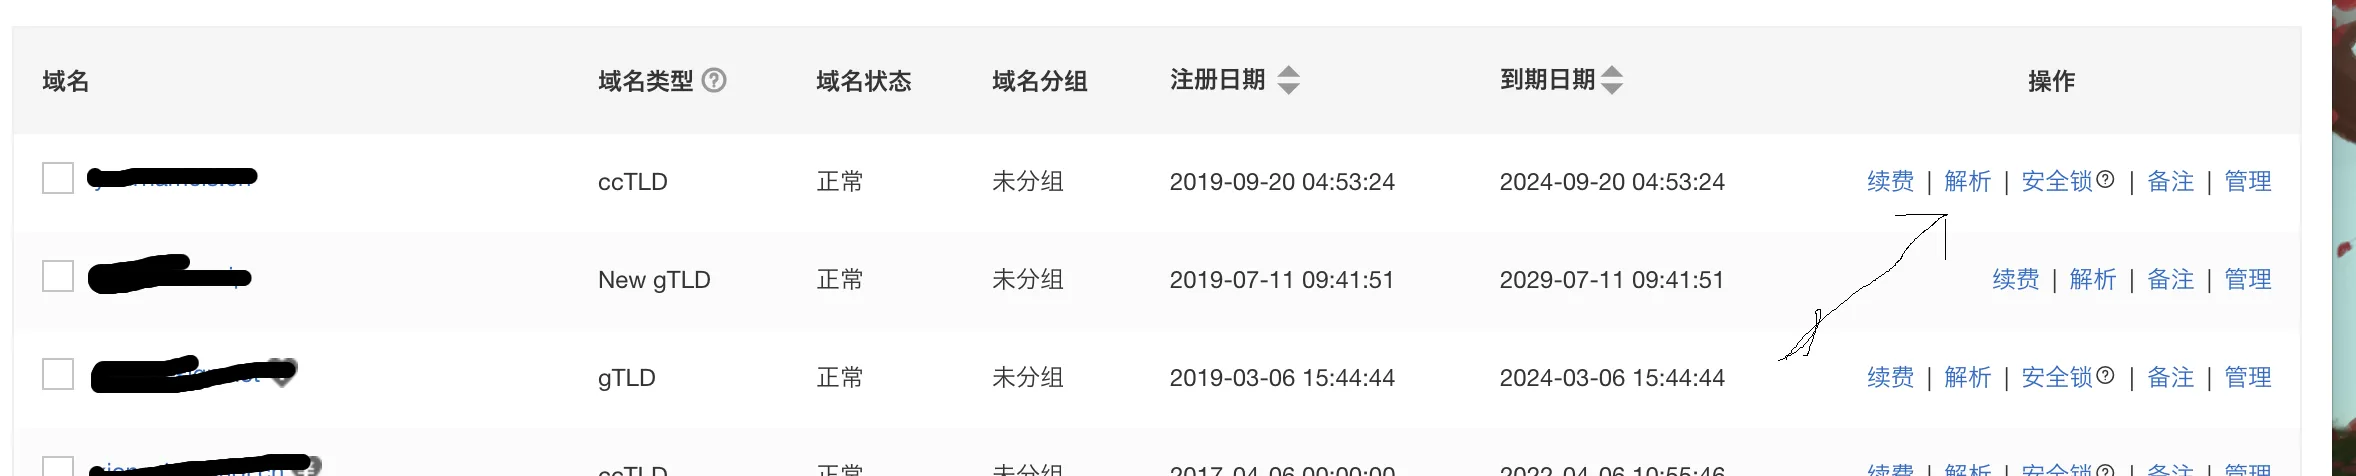 域名 域名类型 域名状态 域名分组 注册日期 到期日期 操作
ccTLD 正常 未分组 2019-09-20 04:53:24 2024-09-20 04:53:24 续费 | 解析 | 安全锁 | 备注 | 管理
New gTLD 正常 未分组 2019-07-11 09:41:51 2029-07-11 09:41:51 续费 | 解析 | 备注 | 管理
gTLD 正常 未分组 2019-03-06 15:44:44 2024-03-06 15:44:44 续费 | 解析 | 安全锁 | 备注 | 管理
ccTLD 正常 未分组 2017-04-06 00:00:00 2022-04-06 10:55:46 续费 | 解析 | 安全锁 | 备注 | 管理